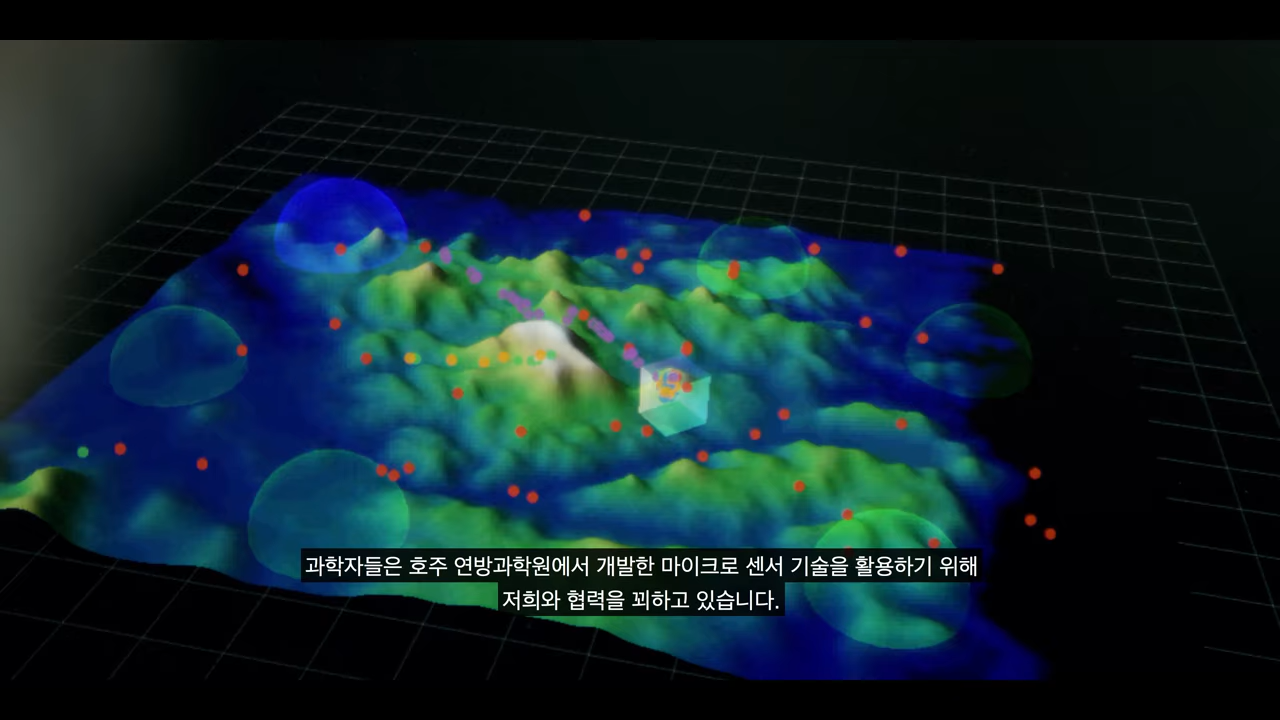 과학자들은 호주 연방과학원에서 개발한 마이크로 센서 기술을 활용하기 위해
저희와 협력을 꾀하고 있습니다.